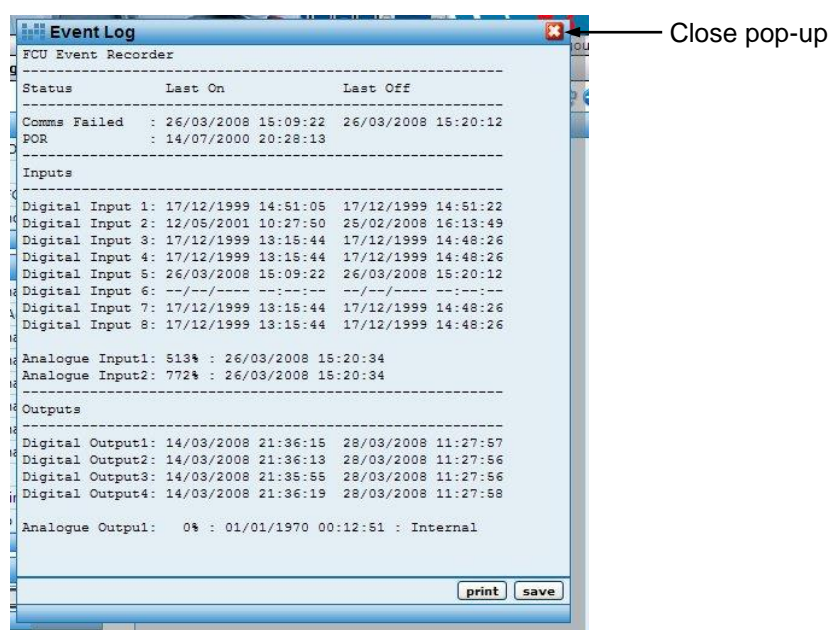 Event Log
Close pop-up
FCU Event Recorder
--------------------------------------------------------
Status Last On Last Off
--------------------------------------------------------
Comms Failed : 26/03/2008 15:09:22 26/03/2008 15:20:12
POR : 14/07/2000 20:28:13
--------------------------------------------------------
Inputs
--------------------------------------------------------
Digital Input 1: 17/12/1999 14:51:05 17/12/1999 14:51:22
Digital Input 2: 12/05/2001 10:27:50 25/02/2008 16:13:49
Digital Input 3: 17/12/1999 13:15:44 17/12/1999 14:48:26
Digital Input 4: 17/12/1999 13:15:44 17/12/1999 14:48:26
Digital Input 5: 26/03/2008 15:09:22 26/03/2008 15:20:12
Digital Input 6: --/--/---- --:--:-- --/--/---- --:--:--
Digital Input 7: 17/12/1999 13:15:44 17/12/1999 14:48:26
Digital Input 8: 17/12/1999 13:15:44 17/12/1999 14:48:26
Analogue Input1: 513% : 26/03/2008 15:20:34
Analogue Input2: 772% : 26/03/2008 15:20:34
--------------------------------------------------------
Outputs
--------------------------------------------------------
Digital Output1: 14/03/2008 21:36:15 28/03/2008 11:27:57
Digital Output2: 14/03/2008 21:36:13 28/03/2008 11:27:56
Digital Output3: 14/03/2008 21:35:55 28/03/2008 11:27:56
Digital Output4: 14/03/2008 21:36:19 28/03/2008 11:27:58
Analogue Outpu1: 0% : 01/01/1970 00:12:51 : Internal
print save